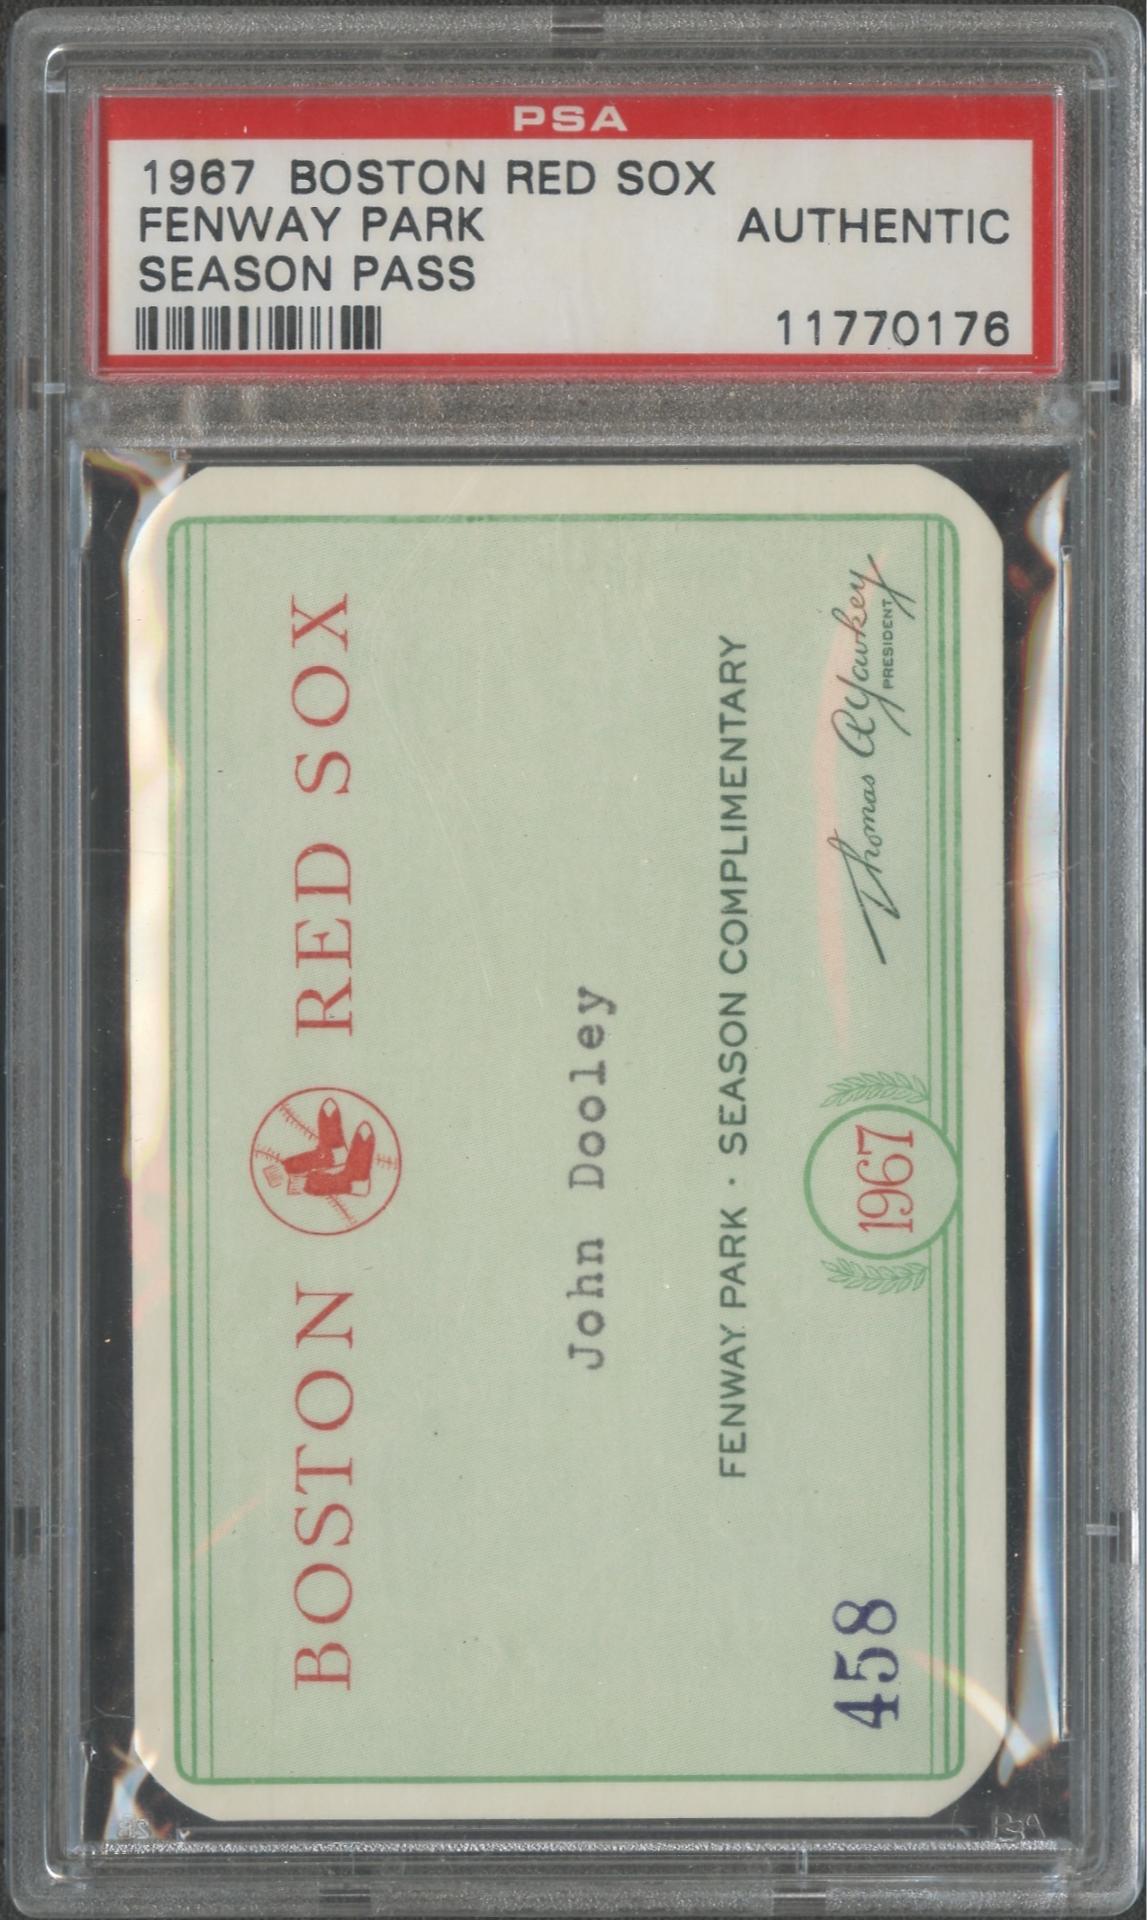 PSA
1967 BOSTON RED SOX
FENWAY PARK
AUTHENTIC
SEASON PASS
11770176
BOSTON RED SOX
John Dooley
FENWAY PARK · SEASON COMPLIMENTARY
458
1967
Thomas A Yawkey
PRESIDENT